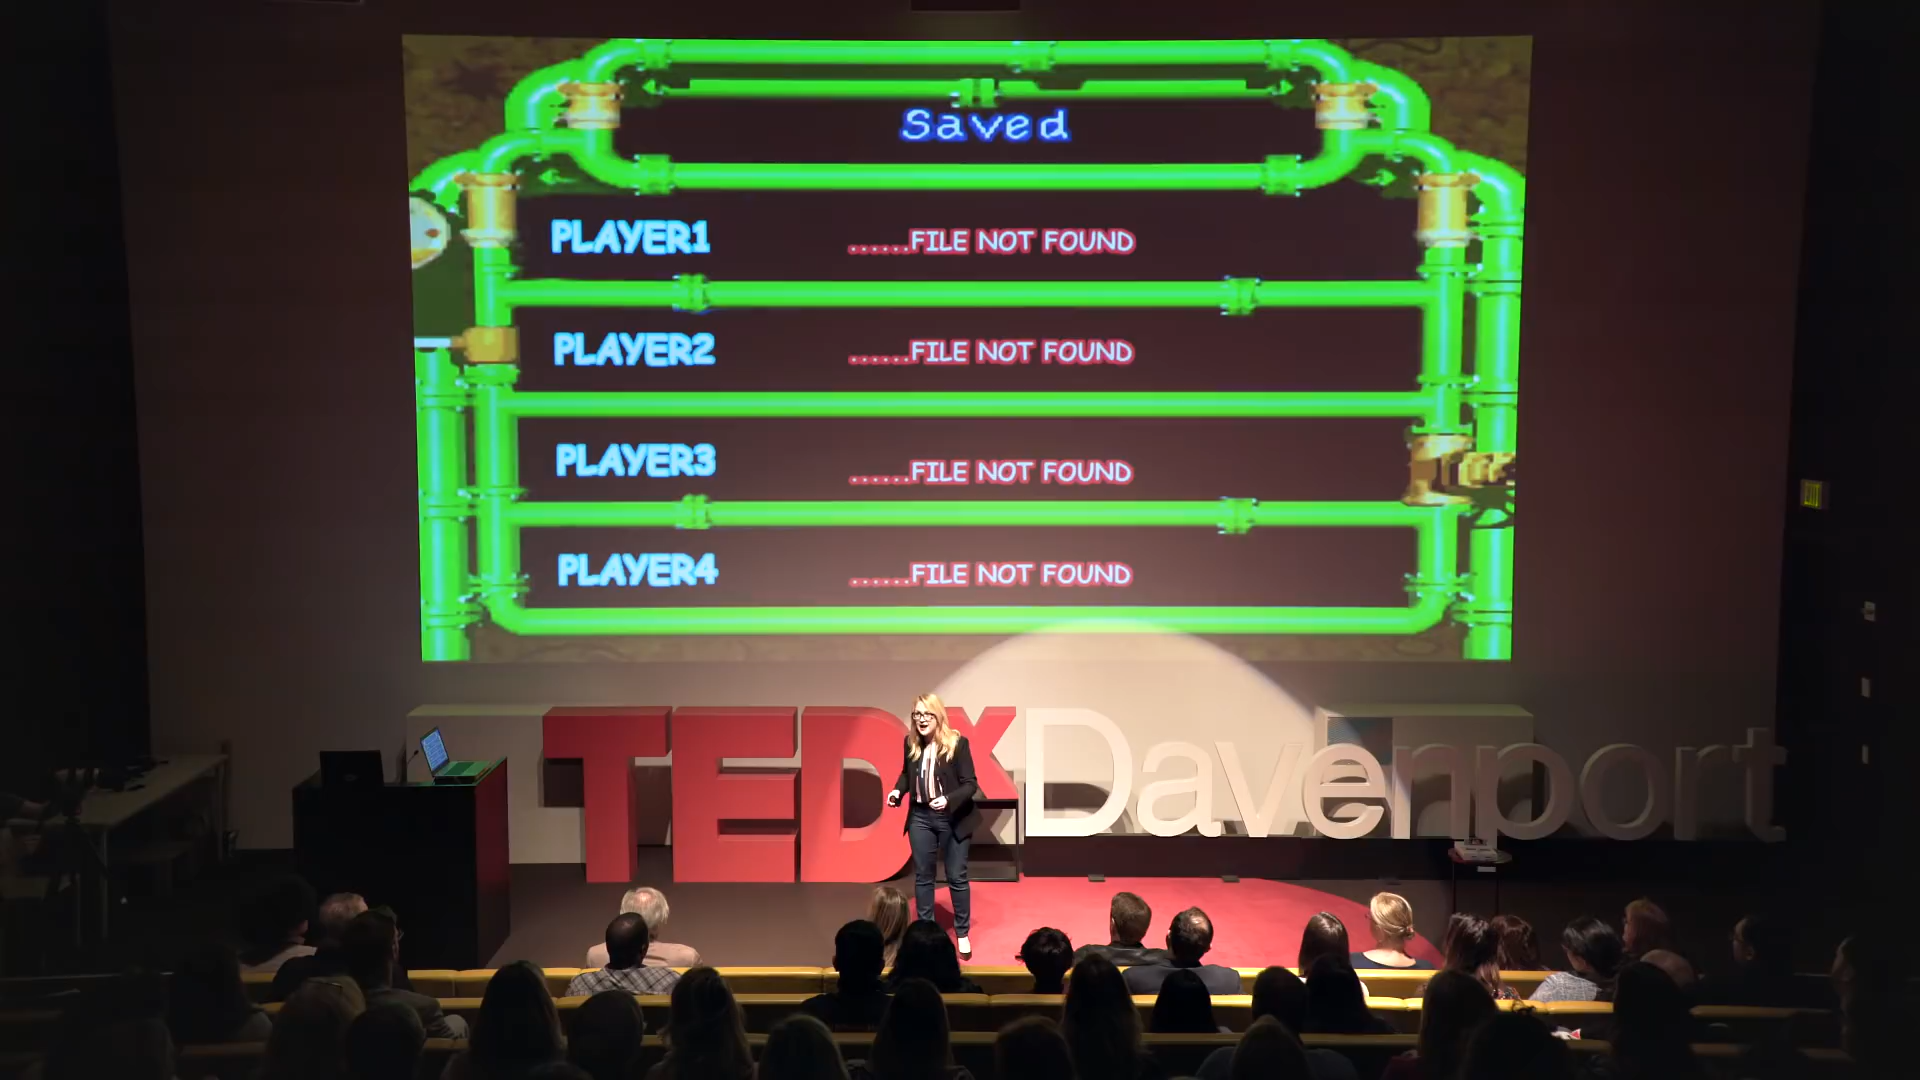 Saved
PLAYER1 ......FILE NOT FOUND
PLAYER2 ......FILE NOT FOUND
PLAYER3 ......FILE NOT FOUND
PLAYER4 ......FILE NOT FOUND
TEDxDavenport